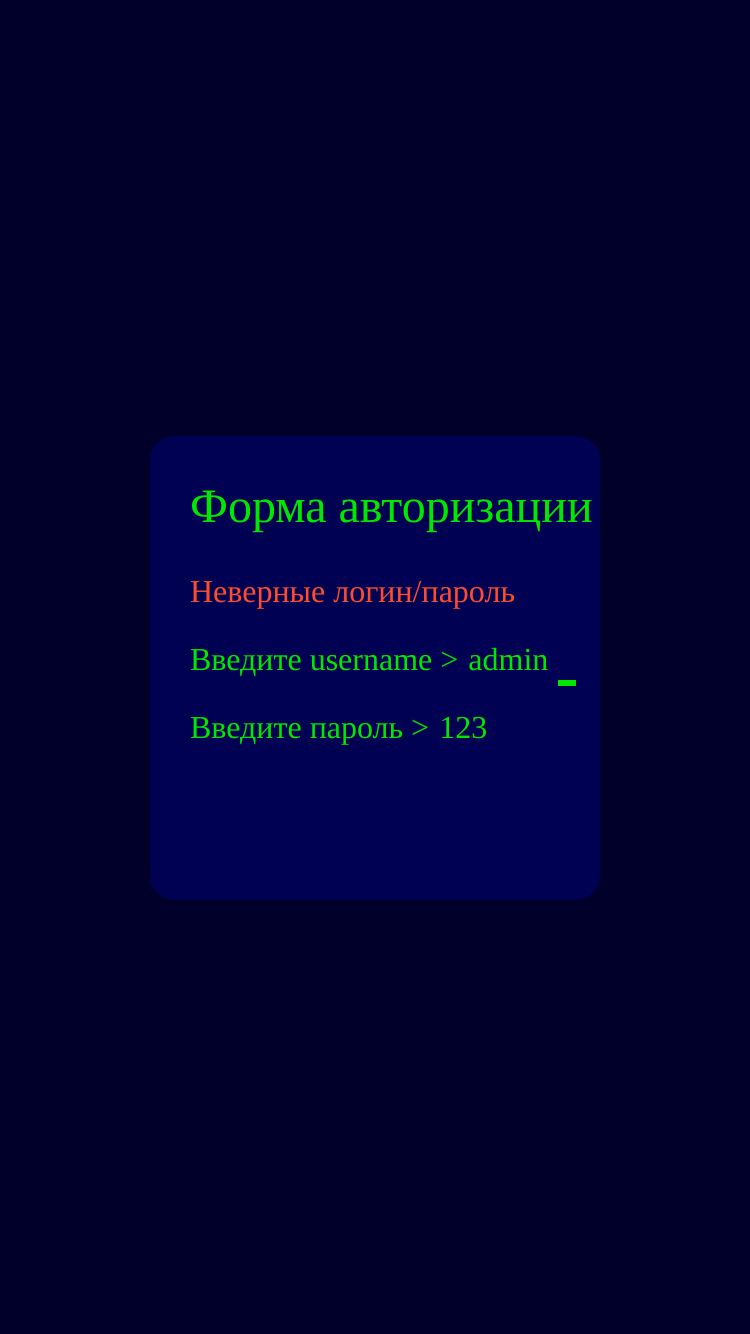 Форма авторизации
Неверные логин/пароль
Введите username > admin _
Введите пароль > 123